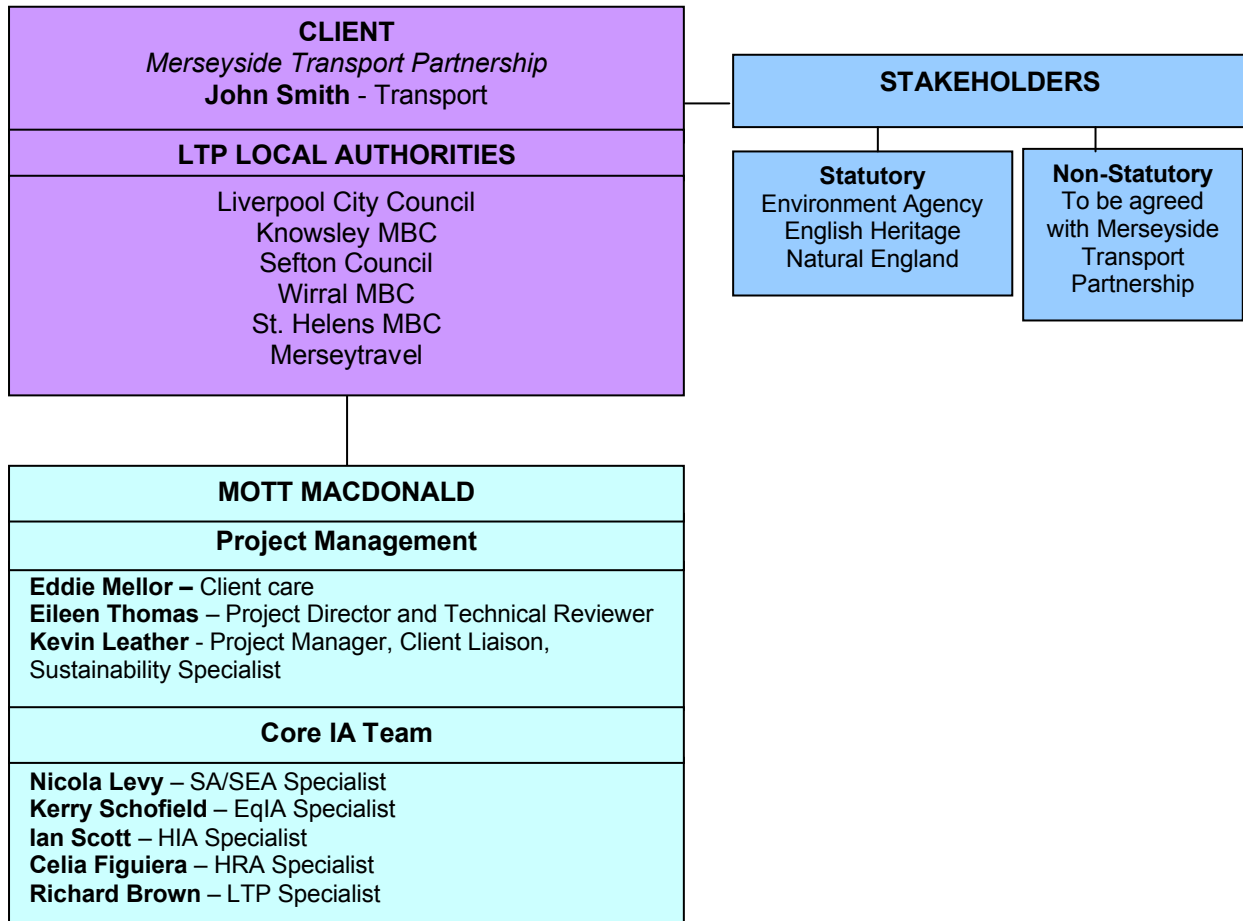 CLIENT
Merseyside Transport Partnership
John Smith - Transport
LTP LOCAL AUTHORITIES
Liverpool City Council
Knowsley MBC
Sefton Council
Wirral MBC
St. Helens MBC
Merseytravel
STAKEHOLDERS
Statutory
Environment Agency
English Heritage
Natural England
Non-Statutory
To be agreed
with Merseyside
Transport
Partnership
MOTT MACDONALD
Project Management
Eddie Mellor – Client care
Eileen Thomas – Project Director and Technical Reviewer
Kevin Leather - Project Manager, Client Liaison,
Sustainability Specialist
Core IA Team
Nicola Levy – SA/SEA Specialist
Kerry Schofield – EqIA Specialist
Ian Scott – HIA Specialist
Celia Figuiera – HRA Specialist
Richard Brown – LTP Specialist